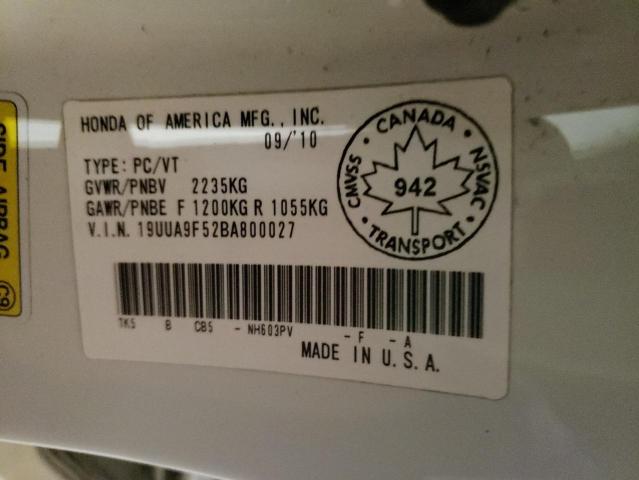 HONDA OF AMERICA MFG., INC.
09/'10
TYPE: PC/VT
GVWR/PNBV 2235KG
GAWR/PNBE F 1200KG R 1055KG
V.I.N. 19UUA9F52BA800027
CANADA
CMVSS
NSVAC
942
TRANSPORT
TK5 B CB5 - NH603PV - F - A
MADE IN U.S.A.
SIDE AIRBAG
C9